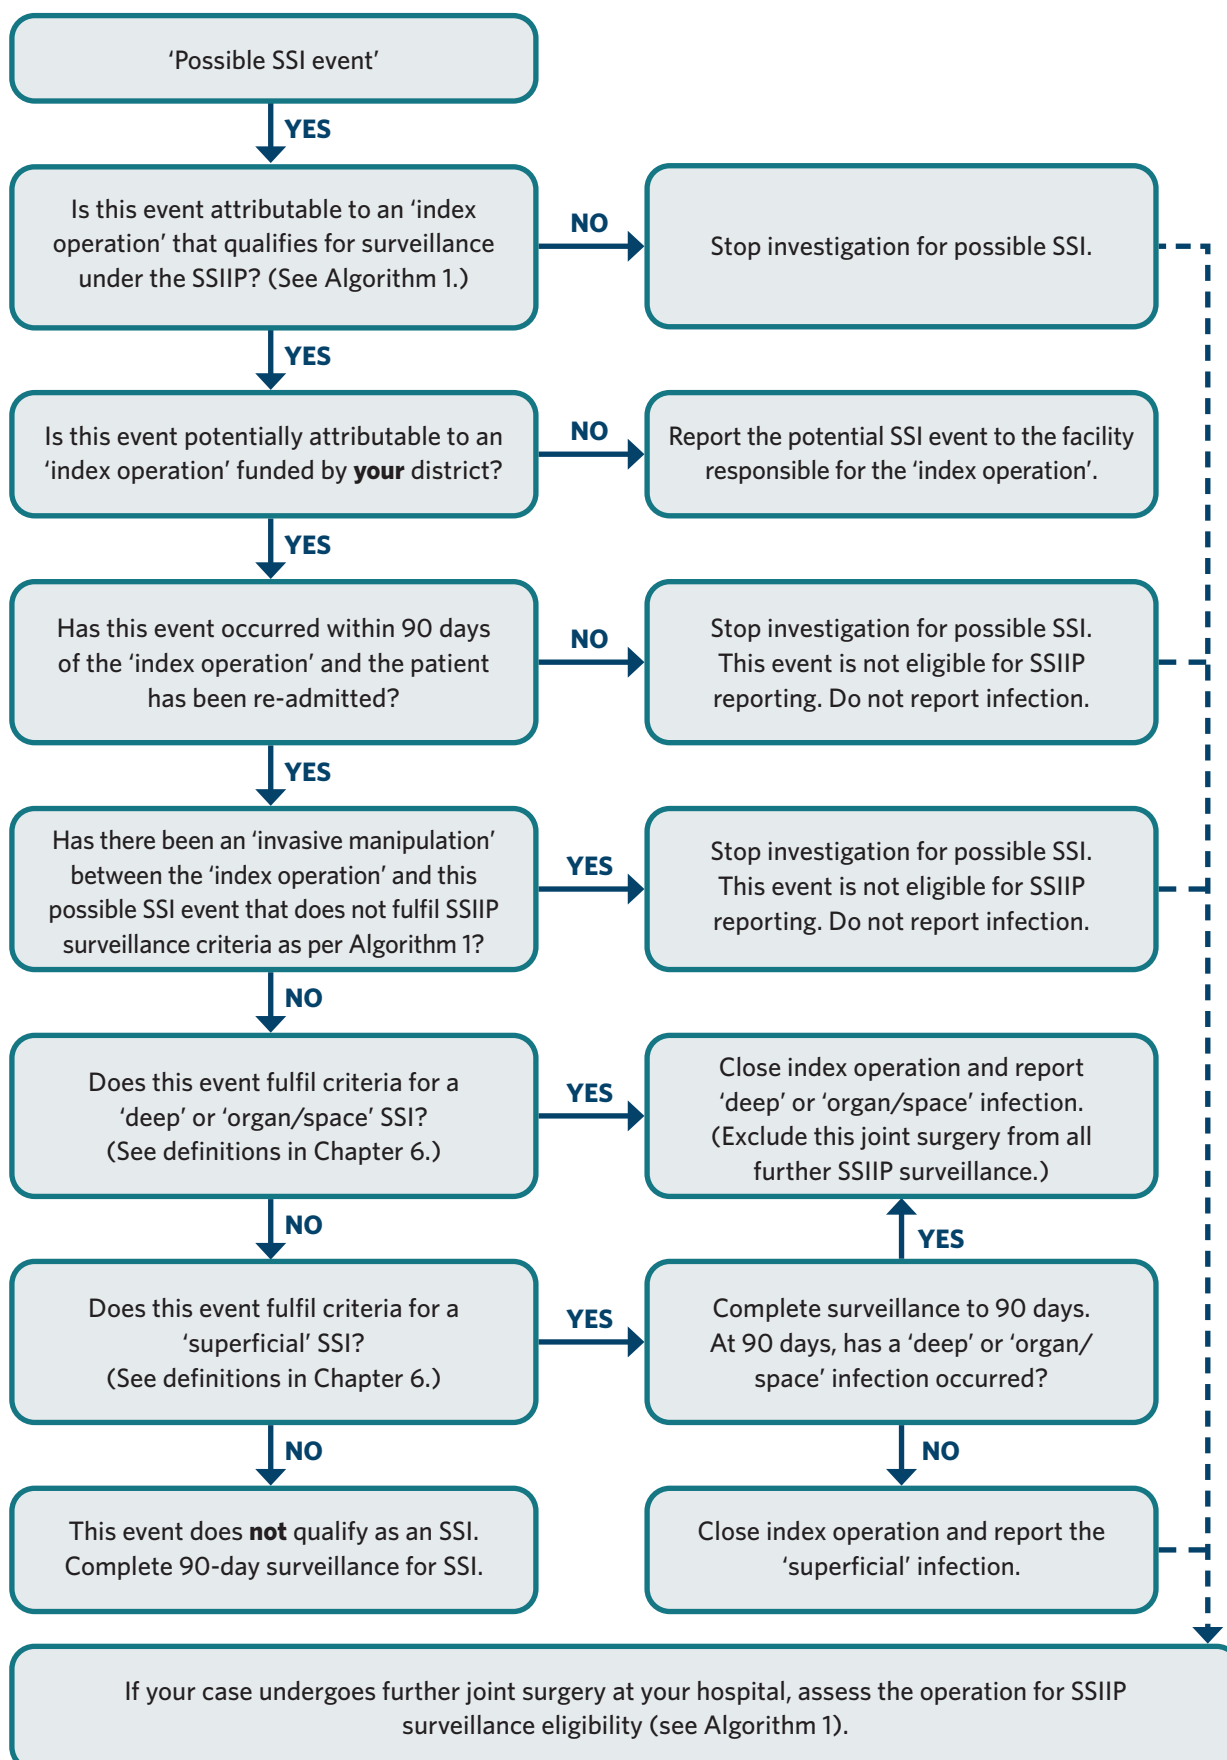 ‘Possible SSI event’
YES
Is this event attributable to an ‘index
operation’ that qualifies for surveillance
under the SSIIP? (See Algorithm 1.)
NO
Stop investigation for possible SSI.
YES
Is this event potentially attributable to an
‘index operation’ funded by your district?
NO
Report the potential SSI event to the facility
responsible for the ‘index operation’.
YES
Has this event occurred within 90 days
of the ‘index operation’ and the patient
has been re-admitted?
NO
Stop investigation for possible SSI.
This event is not eligible for SSIIP
reporting. Do not report infection.
YES
Has there been an ‘invasive manipulation’
between the ‘index operation’ and this
possible SSI event that does not fulfil SSIIP
surveillance criteria as per Algorithm 1?
YES
Stop investigation for possible SSI.
This event is not eligible for SSIIP
reporting. Do not report infection.
NO
Does this event fulfil criteria for a
‘deep’ or ‘organ/space’ SSI?
(See definitions in Chapter 6.)
YES
Close index operation and report
‘deep’ or ‘organ/space’ infection.
(Exclude this joint surgery from all
further SSIIP surveillance.)
NO
YES
Does this event fulfil criteria for a
‘superficial’ SSI?
(See definitions in Chapter 6.)
YES
Complete surveillance to 90 days.
At 90 days, has a ‘deep’ or ‘organ/
space’ infection occurred?
NO
NO
This event does not qualify as an SSI.
Complete 90-day surveillance for SSI.
Close index operation and report the
‘superficial’ infection.
If your case undergoes further joint surgery at your hospital, assess the operation for SSIIP
surveillance eligibility (see Algorithm 1).